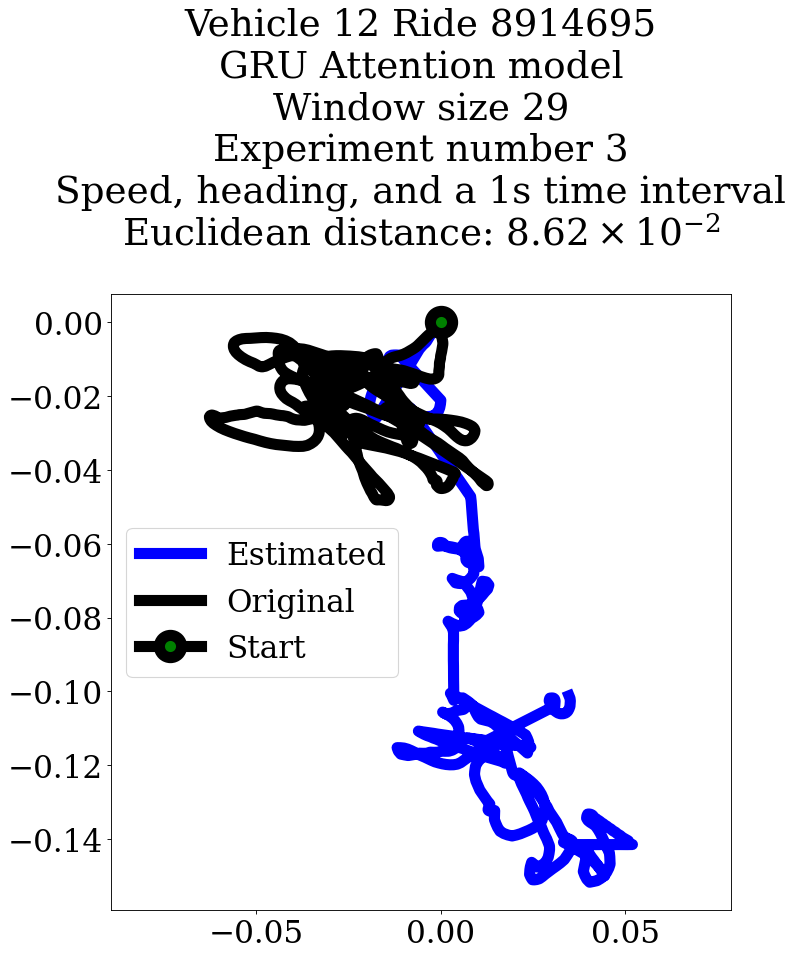 Vehicle 12 Ride 8914695
GRU Attention model
Window size 29
Experiment number 3
Speed, heading, and a 1s time interval
Euclidean distance: 8.62 × 10⁻²
0.00
−0.02
−0.04
−0.06
−0.08
−0.10
−0.12
−0.14
Estimated
Original
Start
−0.05
0.00
0.05